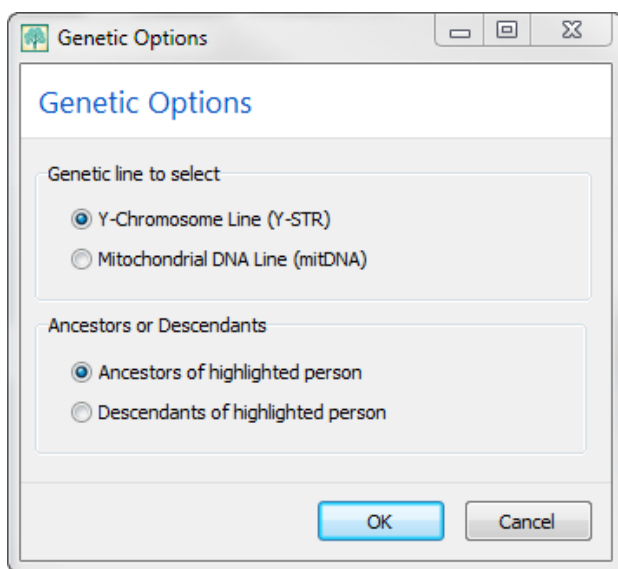 Genetic Options
Genetic Options
Genetic line to select
Y-Chromosome Line (Y-STR)
Mitochondrial DNA Line (mitDNA)
Ancestors or Descendants
Ancestors of highlighted person
Descendants of highlighted person
OK Cancel